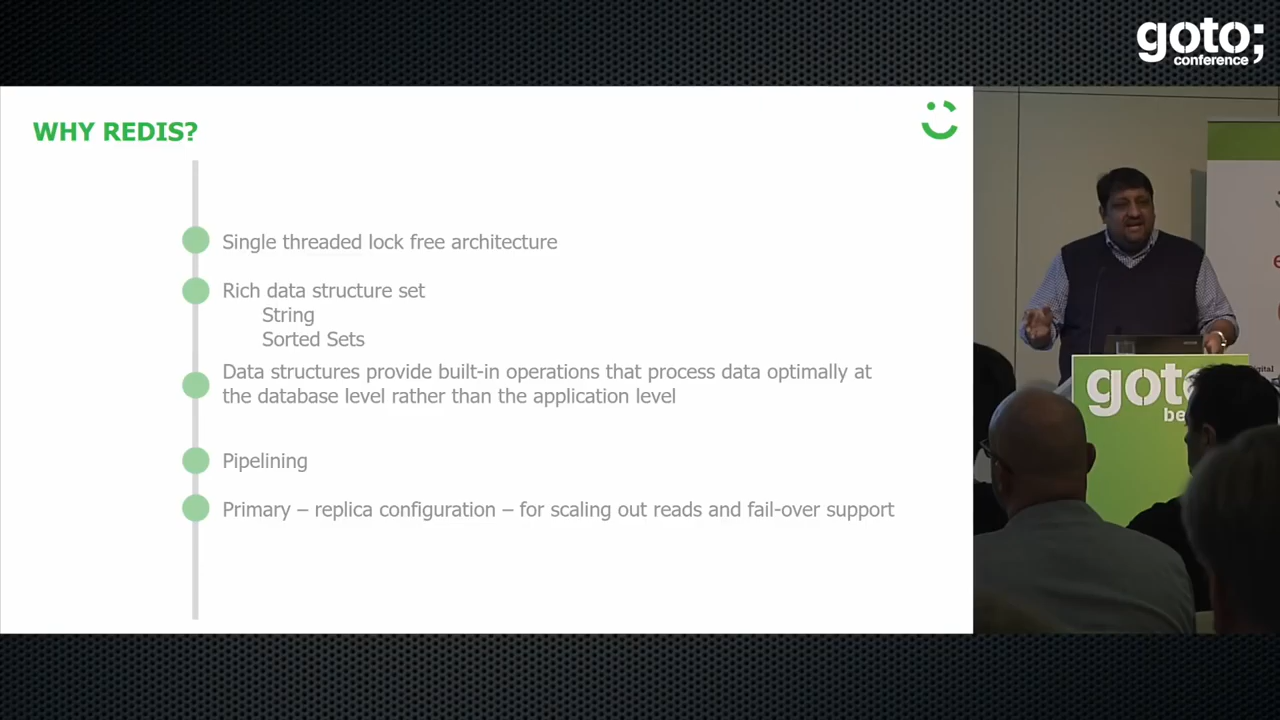 goto;
conference
WHY REDIS?
Single threaded lock free architecture
Rich data structure set
String
Sorted Sets
Data structures provide built-in operations that process data optimally at
the database level rather than the application level
Pipelining
Primary – replica configuration – for scaling out reads and fail-over support
goto;
be